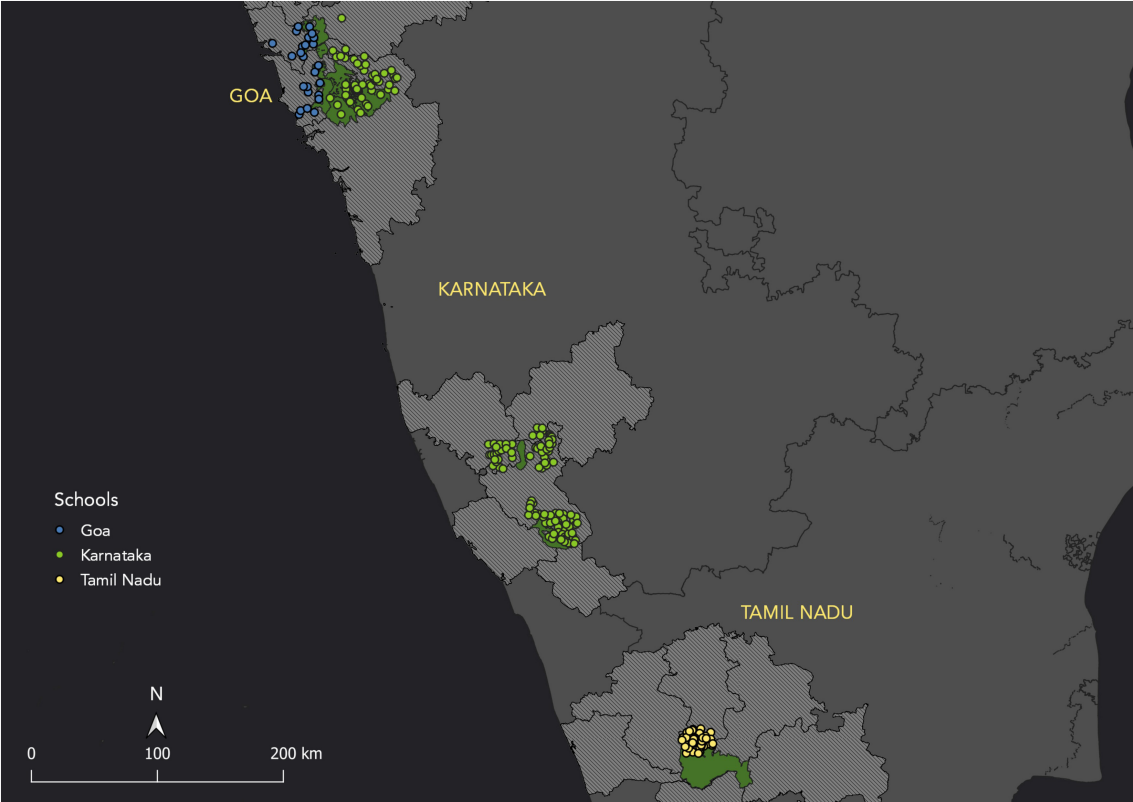 GOA
KARNATAKA
Schools
Goa
Karnataka
Tamil Nadu
TAMIL NADU
N
0 100 200 km